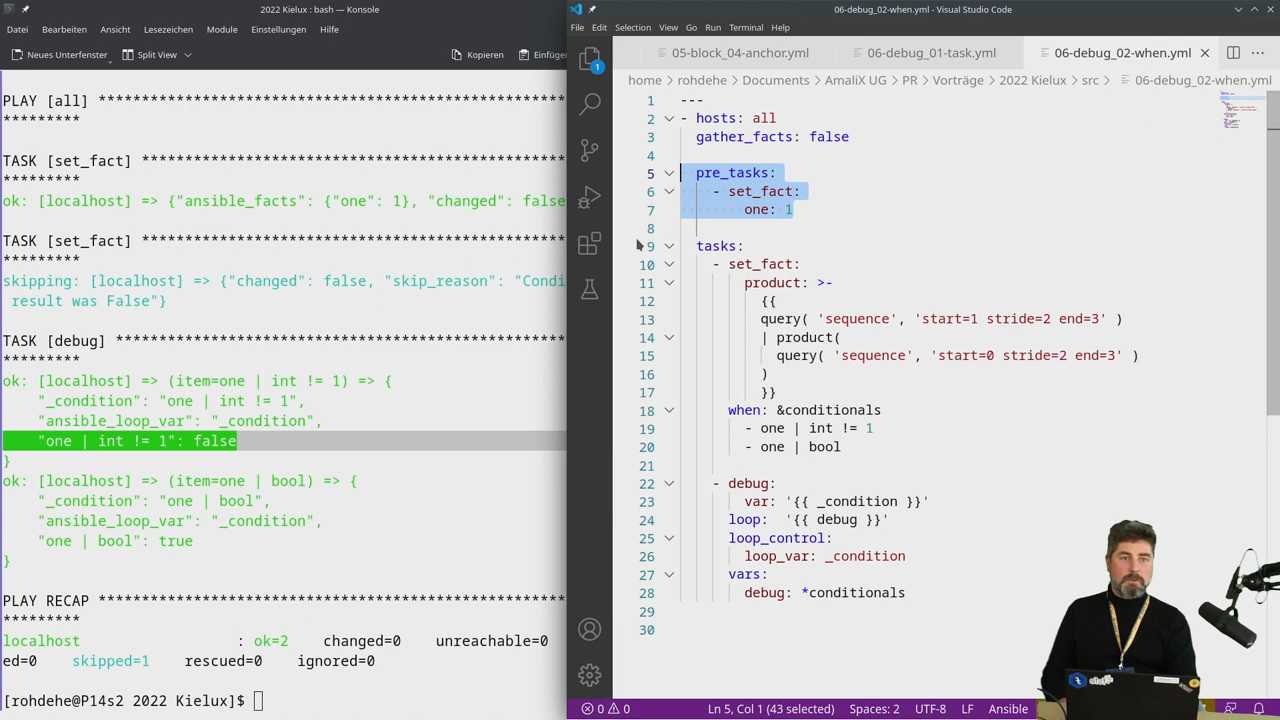 2022 Kielux : bash — Konsole
Datei Bearbeiten Ansicht Lesezeichen Module Einstellungen Hilfe
Neues Unterfenster Split View Kopieren Einfüge
PLAY [all] ****************************************************
*********
TASK [set_fact] ***********************************************
*********
ok: [localhost] => {"ansible_facts": {"one": 1}, "changed": false
TASK [set_fact] ***********************************************
*********
skipping: [localhost] => {"changed": false, "skip_reason": "Condi
result was False"}
TASK [debug] **************************************************
*********
ok: [localhost] => (item=one | int != 1) => {
"_condition": "one | int != 1",
"ansible_loop_var": "_condition",
"one | int != 1": false
}
ok: [localhost] => (item=one | bool) => {
"_condition": "one | bool",
"ansible_loop_var": "_condition",
"one | bool": true
}
PLAY RECAP ****************************************************
*********
localhost : ok=2 changed=0 unreachable=0
ed=0 skipped=1 rescued=0 ignored=0
[rohdehe@P14s2 2022 Kielux]$
06-debug_02-when.yml - Visual Studio Code
File Edit Selection View Go Run Terminal Help
05-block_04-anchor.yml 06-debug_01-task.yml 06-debug_02-when.yml
home > rohdehe > Documents > AmaliX UG > PR > Vorträge > 2022 Kielux > src > 06-debug_02-when.yml
1
1 ---
2 - hosts: all
3 gather_facts: false
4
5 pre_tasks:
6 - set_fact:
7 one: 1
8
9 tasks:
10 - set_fact:
11 product: >-
12 {{
13 query( 'sequence', 'start=1 stride=2 end=3' )
14 | product(
15 query( 'sequence', 'start=0 stride=2 end=3' )
16 )
17 }}
18 when: &conditionals
19 - one | int != 1
20 - one | bool
21
22 - debug:
23 var: '{{ _condition }}'
24 loop: '{{ debug }}'
25 loop_control:
26 loop_var: _condition
27 vars:
28 debug: *conditionals
29
30
0 0 Ln 5, Col 1 (43 selected) Spaces: 2 UTF-8 LF Ansible